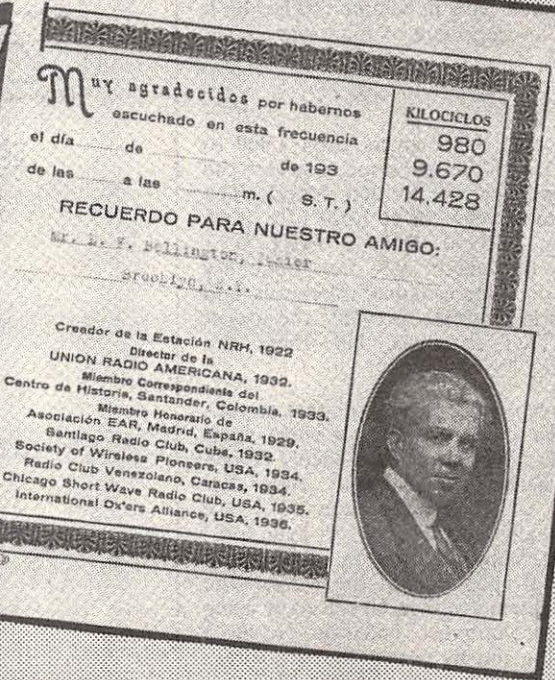 Muy agradecidos por habernos
escuchado en esta frecuencia
el día de de 193
de las a las m. ( S. T. )
KILOCICLOS
980
9.670
14.428
RECUERDO PARA NUESTRO AMIGO:
Mr.
Brooklyn, N.Y.
Creador de la Estación NRH, 1922
Director de la
UNION RADIO AMERICANA, 1932.
Miembro Correspondiente del
Centro de Historia, Santander, Colombia. 1933.
Miembro Honorario de
Asociación EAR, Madrid, España, 1929.
Santiago Radio Club, Cuba, 1932.
Society of Wireless Pioneers, USA, 1934.
Radio Club Venezolano, Caracas, 1934.
Chicago Short Wave Radio Club, USA, 1935.
International Dx'ers Alliance, USA, 1936.